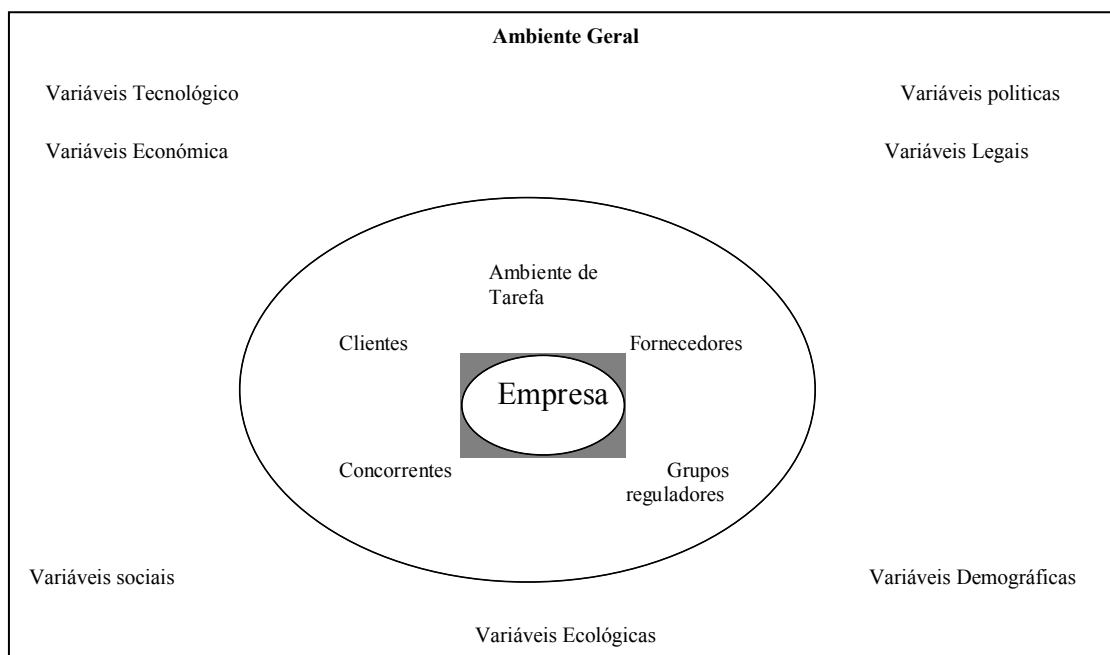 Ambiente Geral
Variáveis Tecnológico
Variáveis politicas
Variáveis Económica
Variáveis Legais
Ambiente de
Tarefa
Clientes
Fornecedores
Empresa
Concorrentes
Grupos
reguladores
Variáveis sociais
Variáveis Demográficas
Variáveis Ecológicas